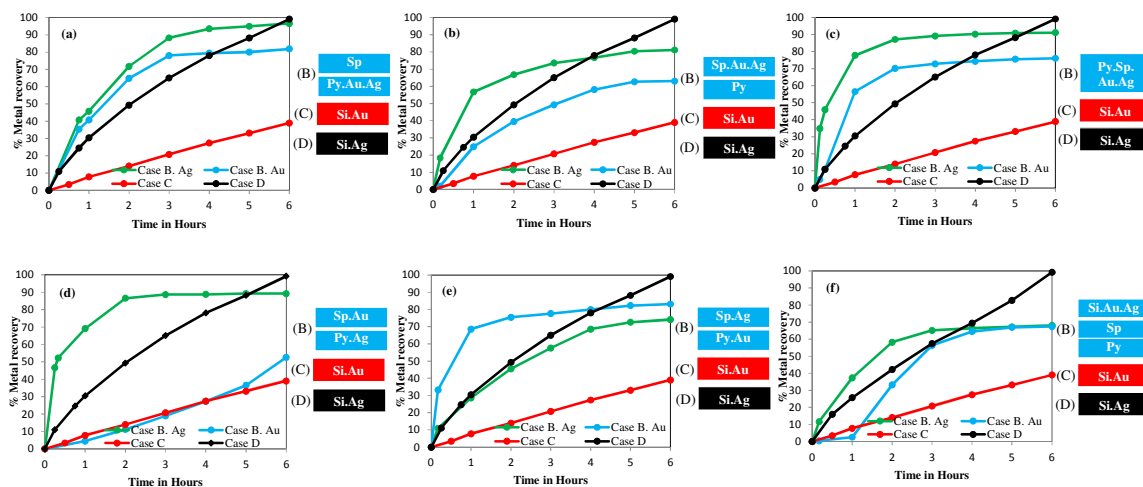 (a)
% Metal recovery
100
90
80
70
60
50
40
30
20
10
0
0 1 2 3 4 5 6
Time in Hours
Case B. Ag Case B. Au
Case C Case D
(B)
Sp
Py.Au.Ag
(C)
Si.Au
(D)
Si.Ag
(b)
% Metal recovery
100
90
80
70
60
50
40
30
20
10
0
0 1 2 3 4 5 6
Time in Hours
Case B. Ag Case B. Au
Case C Case D
(B)
Sp.Au.Ag
Py
(C)
Si.Au
(D)
Si.Ag
(c)
% Metal recovery
100
90
80
70
60
50
40
30
20
10
0
0 1 2 3 4 5 6
Time in Hours
Case B. Ag Case B. Au
Case C Case D
(B)
Py.Sp.
Au.Ag
(C)
Si.Au
(D)
Si.Ag
(d)
% Metal recovery
100
90
80
70
60
50
40
30
20
10
0
0 1 2 3 4 5 6
Time in Hours
Case B. Ag Case B. Au
Case C Case D
(B)
Sp.Au
Py.Ag
(C)
Si.Au
(D)
Si.Ag
(e)
% Metal recovery
100
90
80
70
60
50
40
30
20
10
0
0 1 2 3 4 5 6
Time in Hours
Case B. Ag Case B. Au
Case C Case D
(B)
Sp.Ag
Py.Au
(C)
Si.Au
(D)
Si.Ag
(f)
% Metal recovery
100
90
80
70
60
50
40
30
20
10
0
0 1 2 3 4 5 6
Time in Hours
Case B. Ag Case B. Au
Case C Case D
(B)
Si.Au.Ag
Sp
Py
(C)
Si.Au
(D)
Si.Ag